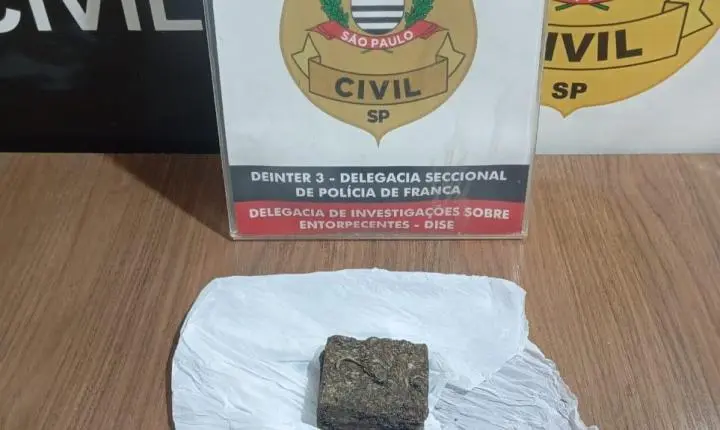 CIVIL
SÃO PAULO
CIVIL
SP
DEINTER 3 - DELEGACIA SECCIONAL
DE POLÍCIA DE FRANCA
DELEGACIA DE INVESTIGAÇÕES SOBRE
ENTORPECENTES - DISE
IVIL
SP